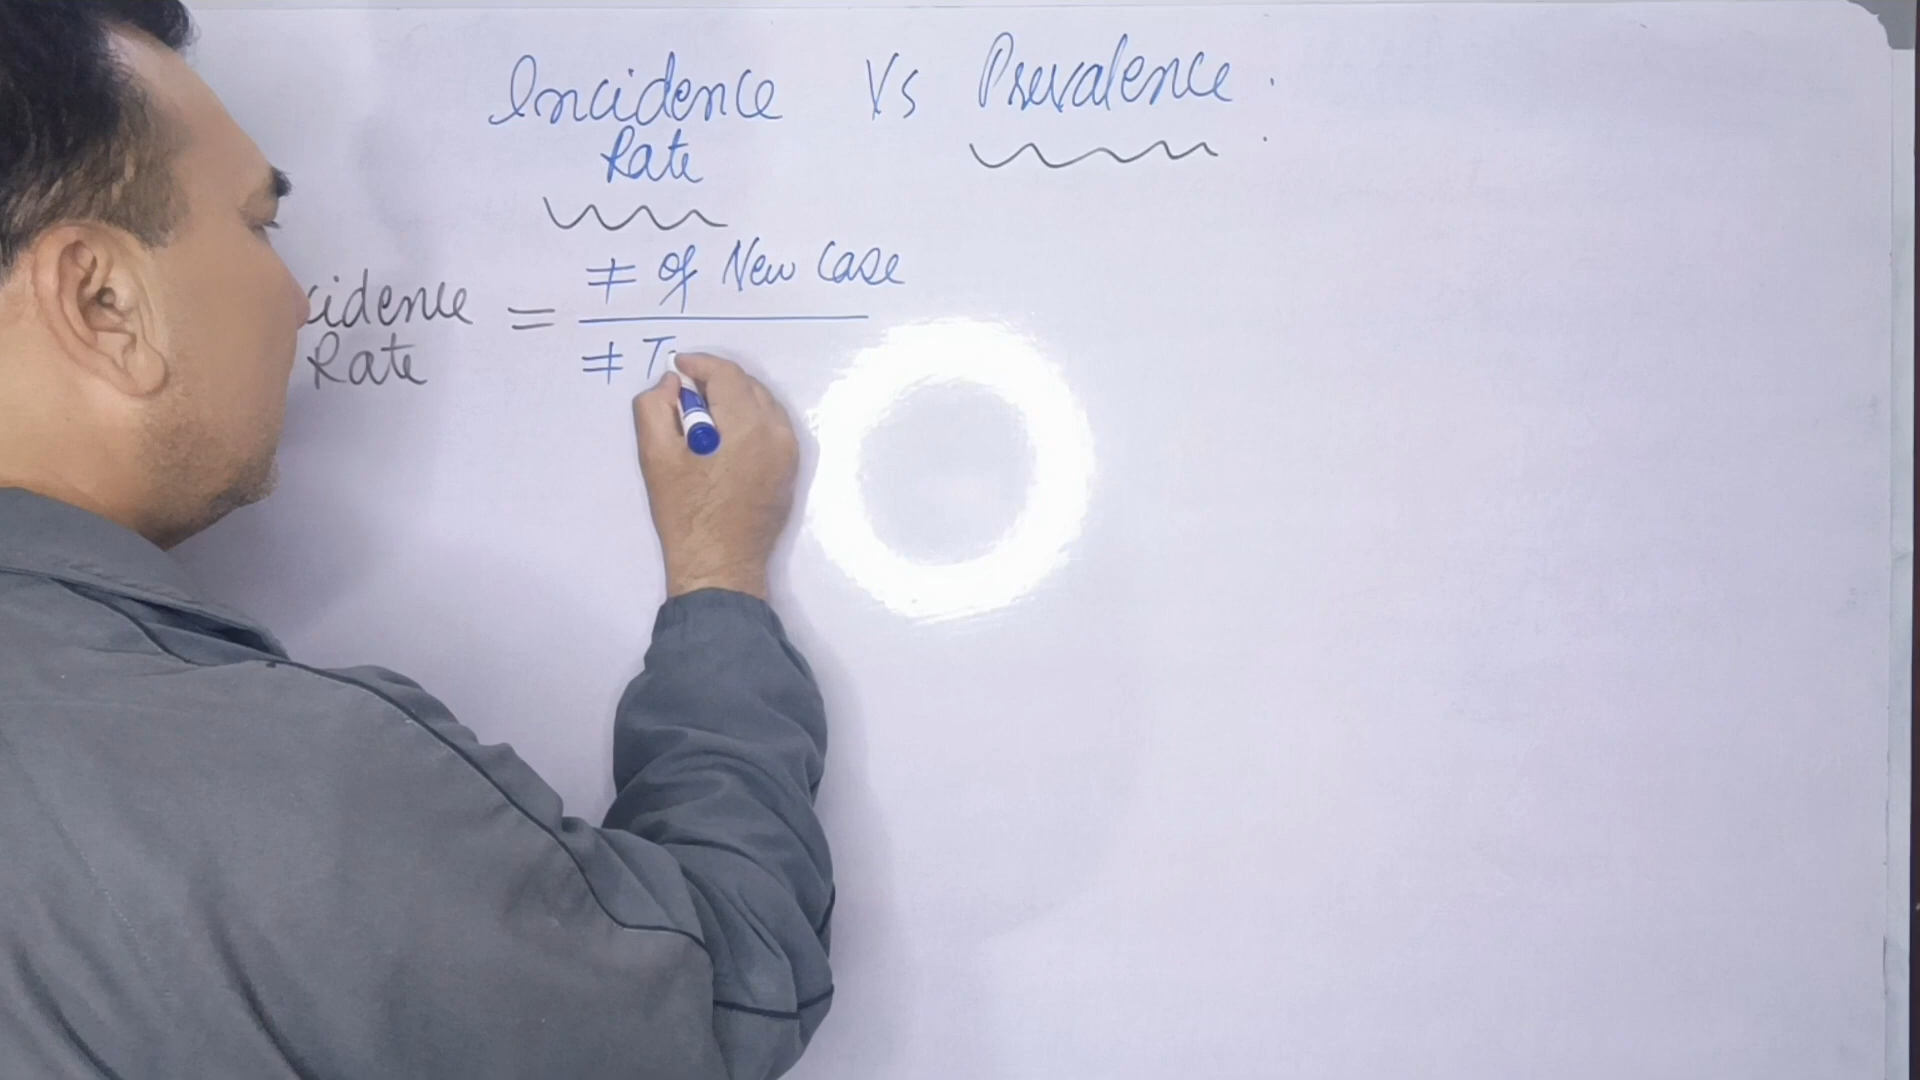 Incidence Vs Prevalence.
Rate
# of New Case
cidence =
Rate
# T